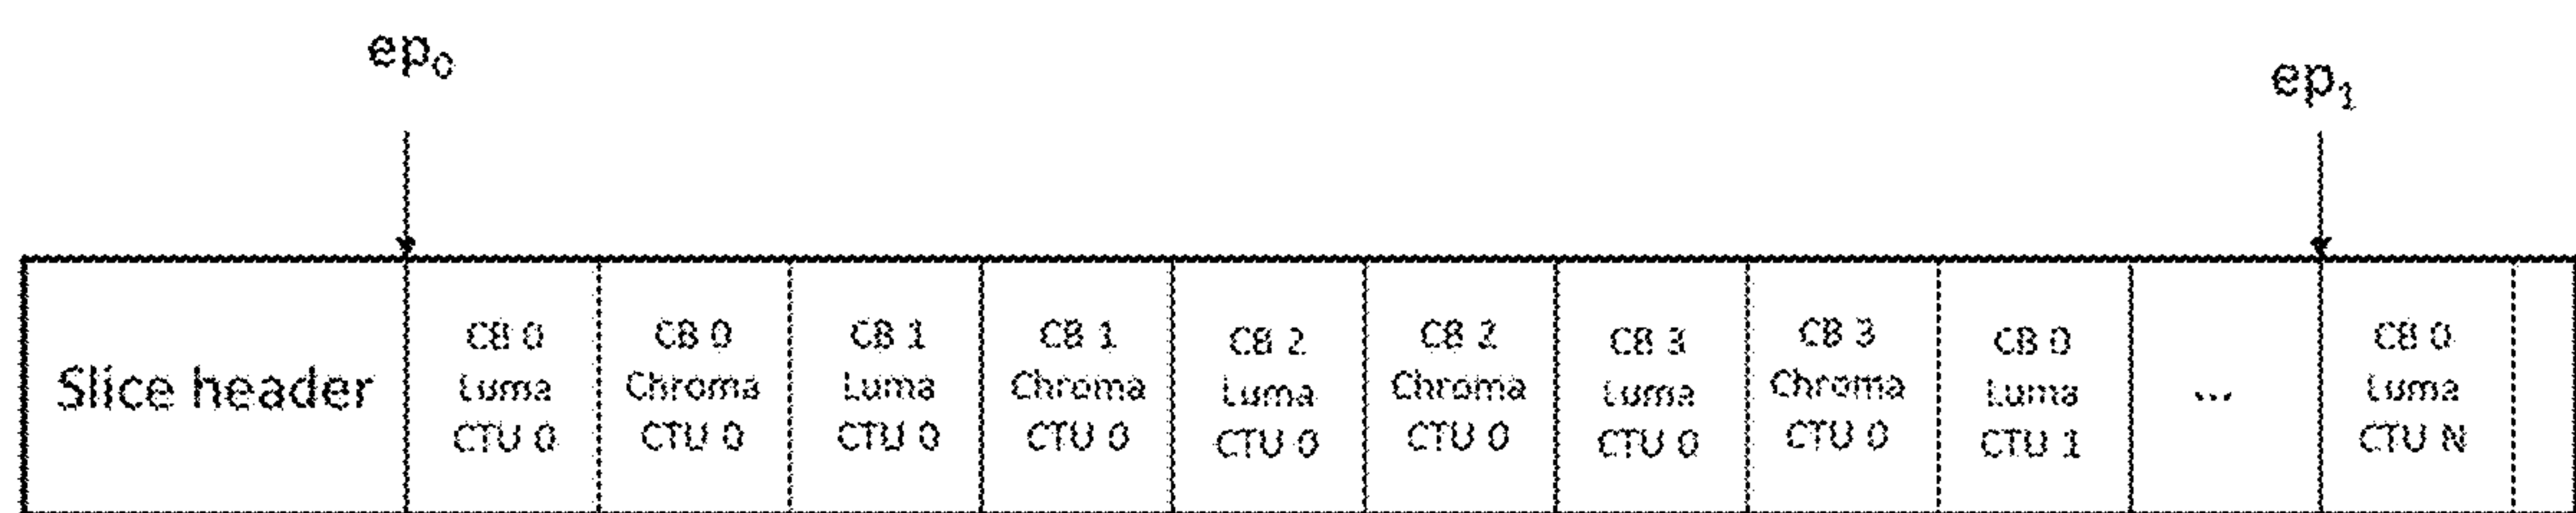 ep0
ep1
Slice header
CB 0
Luma
CTU 0
CB 0
Chroma
CTU 0
CB 1
Luma
CTU 0
CB 1
Chroma
CTU 0
CB 2
Luma
CTU 0
CB 2
Chroma
CTU 0
CB 3
Luma
CTU 0
CB 3
Chroma
CTU 0
CB 0
Luma
CTU 1
...
CB 0
Luma
CTU N